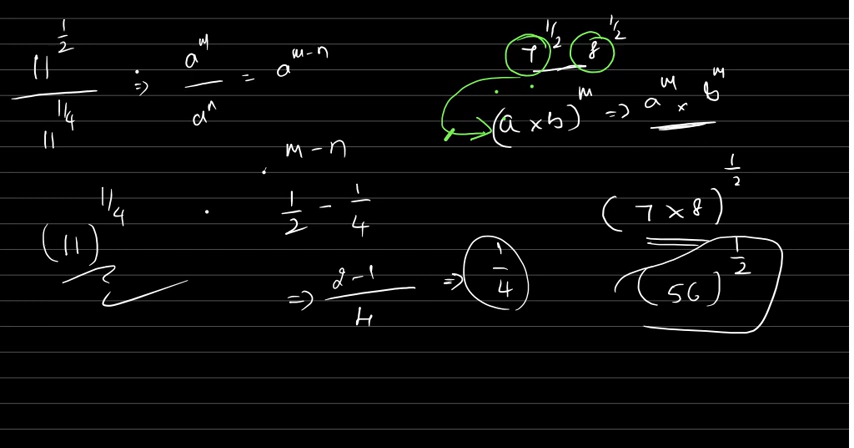 11^{1/2} / 11^{1/4} ⇒ a^m / a^n = a^{m-n}
m - n
1/2 - 1/4
⇒ 2-1 / 4 ⇒ 1/4
(11)^{1/4}
7^{1/2} 8^{1/2}
(a × b)^m ⇒ a^m × b^m
(7 × 8)^{1/2}
(56)^{1/2}